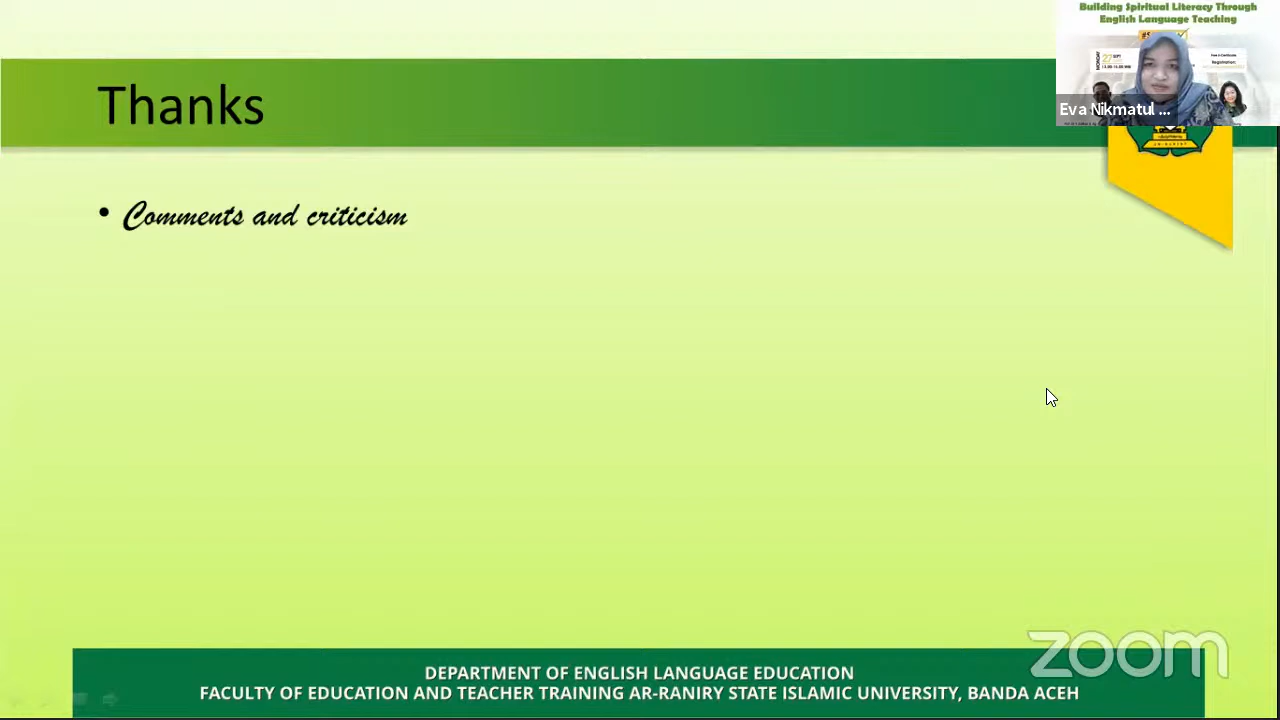 Building Spiritual Literacy Through
English Language Teaching
Eva Nikmatul ...
Thanks
• Comments and criticism
zoom
DEPARTMENT OF ENGLISH LANGUAGE EDUCATION
FACULTY OF EDUCATION AND TEACHER TRAINING AR-RANIRY STATE ISLAMIC UNIVERSITY, BANDA ACEH